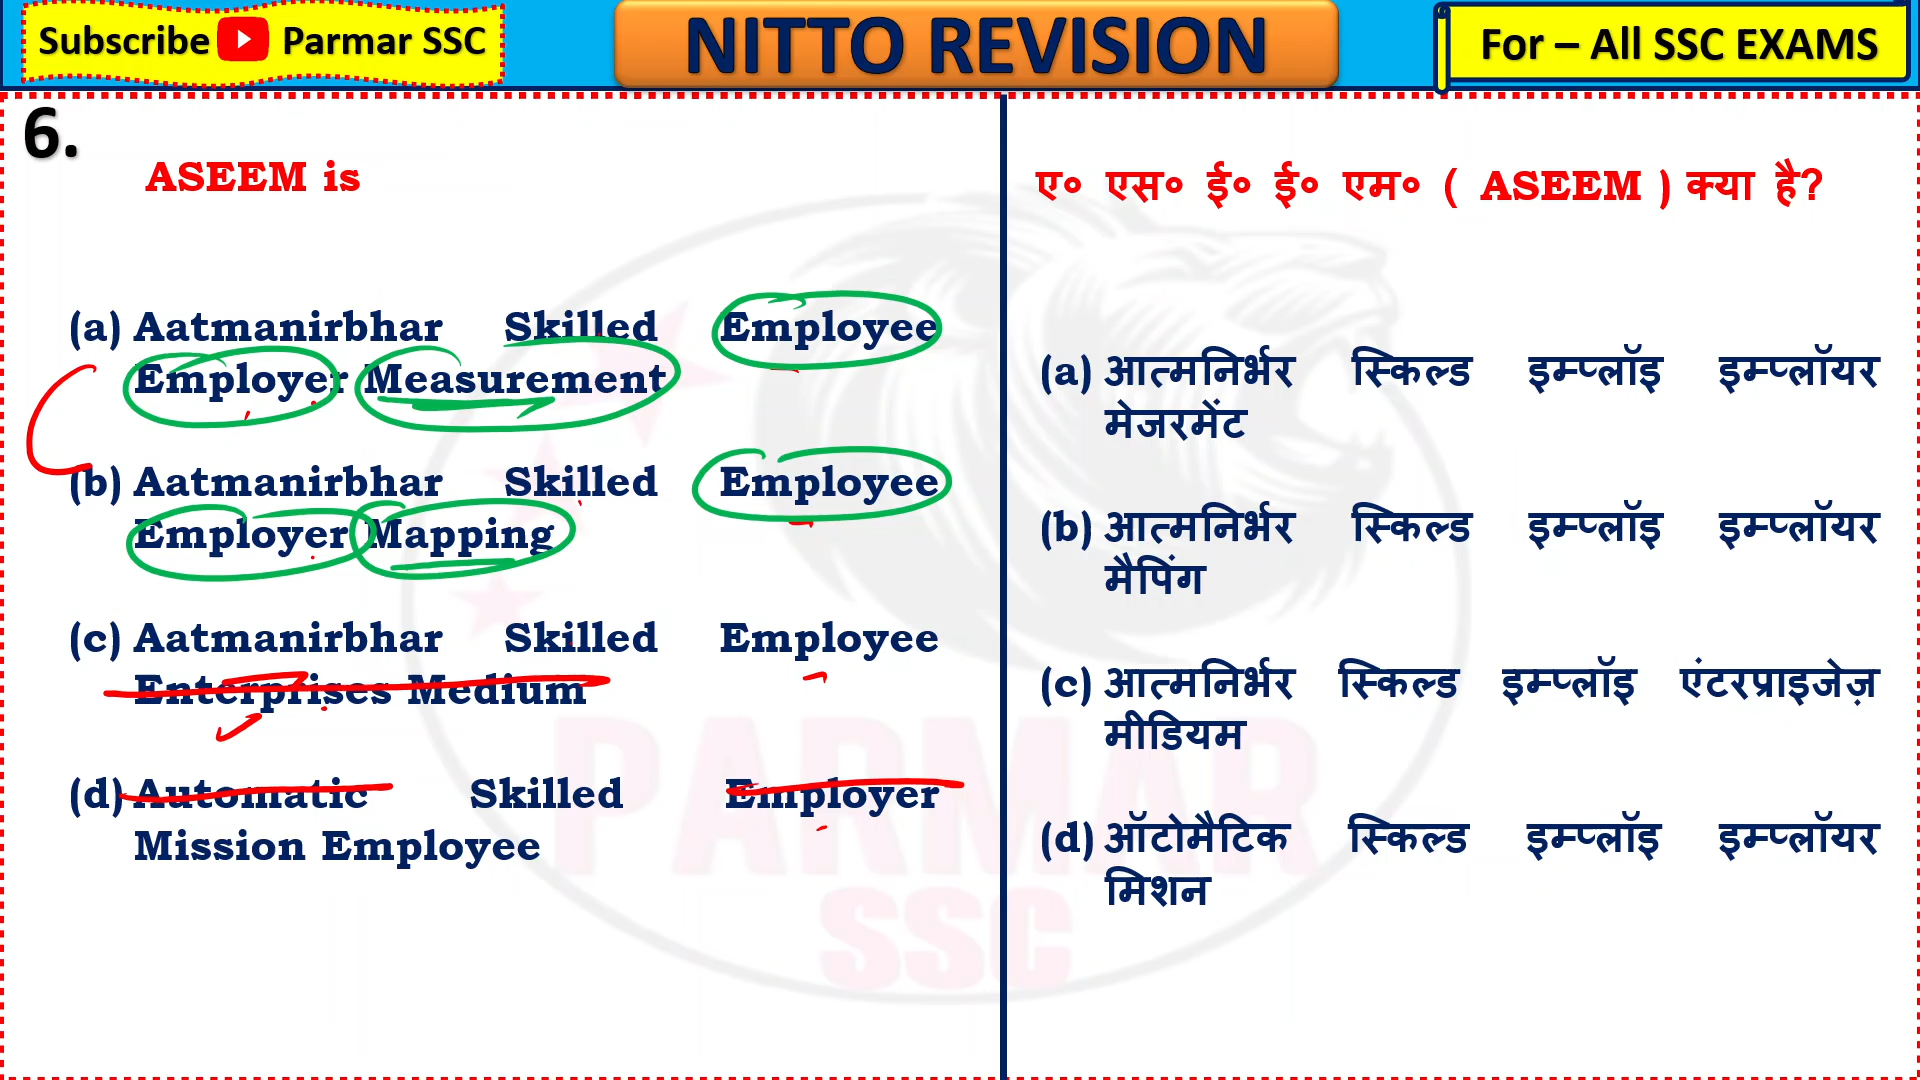 Subscribe Parmar SSC
NITTO REVISION
For – All SSC EXAMS
6.
ASEEM is
(a) Aatmanirbhar Skilled Employee
Employer Measurement
(b) Aatmanirbhar Skilled Employee
Employer Mapping
(c) Aatmanirbhar Skilled Employee
Enterprises Medium
(d) Automatic Skilled Employer
Mission Employee
ए० एस० ई० ई० एम० ( ASEEM ) क्या है?
(a) आत्मनिर्भर स्किल्ड इम्प्लॉइ इम्प्लॉयर
मेजरमेंट
(b) आत्मनिर्भर स्किल्ड इम्प्लॉइ इम्प्लॉयर
मैपिंग
(c) आत्मनिर्भर स्किल्ड इम्प्लॉइ एंटरप्राइजेज़
मीडियम
(d) ऑटोमैटिक स्किल्ड इम्प्लॉइ इम्प्लॉयर
मिशन
PARMAR
SSC